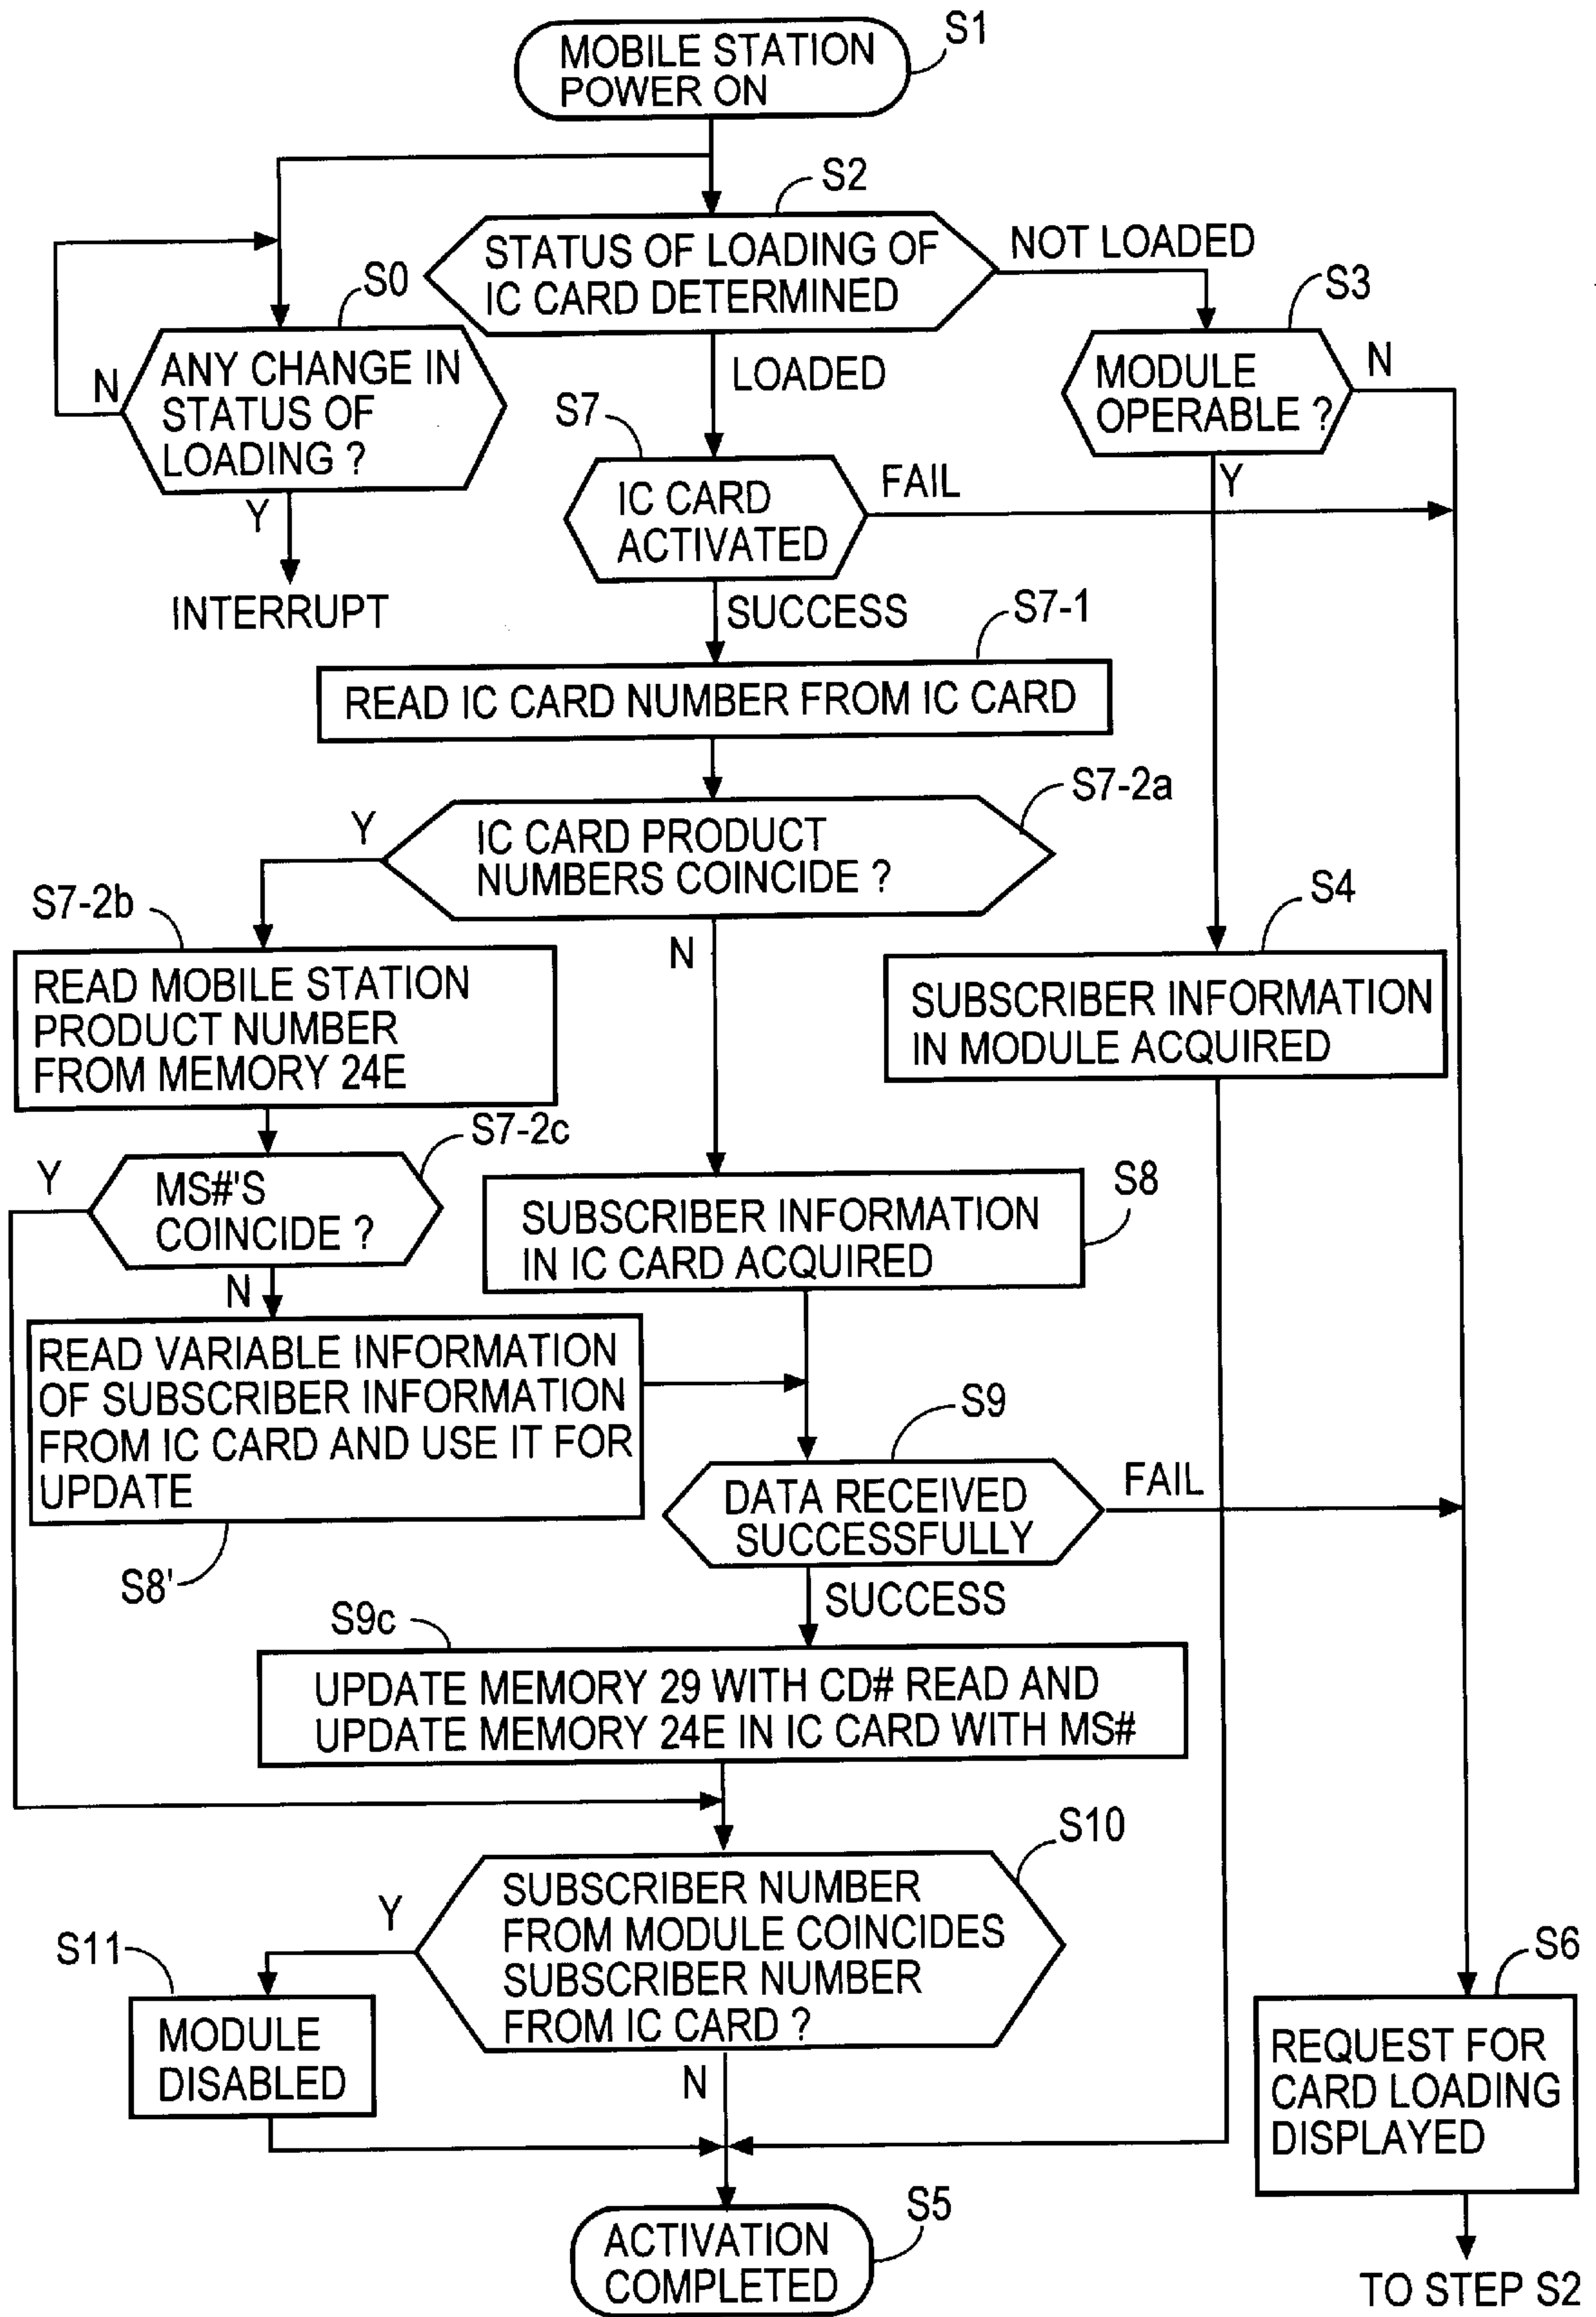 MOBILE STATION
POWER ON
S1
S2
STATUS OF LOADING OF
IC CARD DETERMINED
NOT LOADED
S0
ANY CHANGE IN
STATUS OF
LOADING ?
N
Y
INTERRUPT
LOADED
S3
MODULE
OPERABLE ?
N
Y
S7
IC CARD
ACTIVATED
FAIL
SUCCESS
S7-1
READ IC CARD NUMBER FROM IC CARD
S7-2a
IC CARD PRODUCT
NUMBERS COINCIDE ?
Y
N
S7-2b
READ MOBILE STATION
PRODUCT NUMBER
FROM MEMORY 24E
S4
SUBSCRIBER INFORMATION
IN MODULE ACQUIRED
S7-2c
MS#'S
COINCIDE ?
Y
N
S8
SUBSCRIBER INFORMATION
IN IC CARD ACQUIRED
READ VARIABLE INFORMATION
OF SUBSCRIBER INFORMATION
FROM IC CARD AND USE IT FOR
UPDATE
S8'
S9
DATA RECEIVED
SUCCESSFULLY
FAIL
SUCCESS
S9c
UPDATE MEMORY 29 WITH CD# READ AND
UPDATE MEMORY 24E IN IC CARD WITH MS#
S10
SUBSCRIBER NUMBER
FROM MODULE COINCIDES
SUBSCRIBER NUMBER
FROM IC CARD ?
Y
N
S11
MODULE
DISABLED
S6
REQUEST FOR
CARD LOADING
DISPLAYED
S5
ACTIVATION
COMPLETED
TO STEP S2